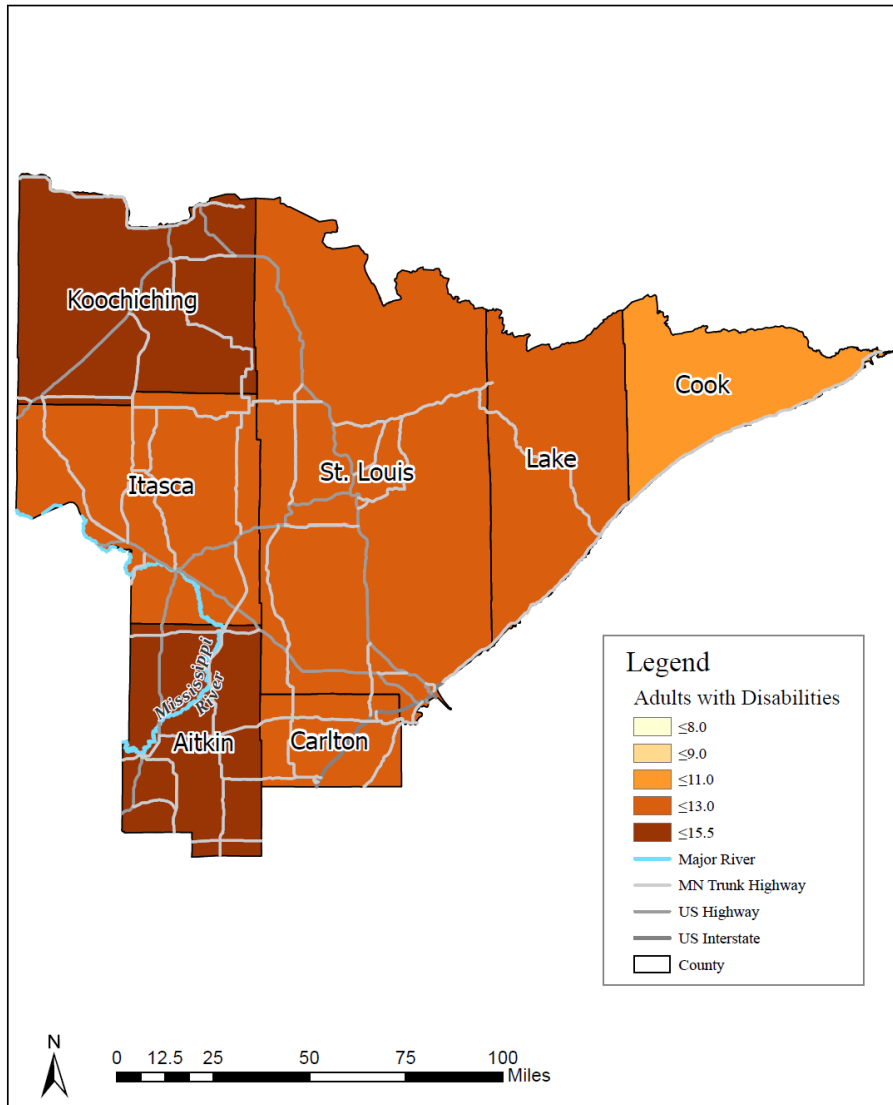 Koochiching
Cook
Lake
St. Louis
Itasca
Mississippi
River
Aitkin
Carlton
Legend
Adults with Disabilities
≤8.0
≤9.0
≤11.0
≤13.0
≤15.5
Major River
MN Trunk Highway
US Highway
US Interstate
County
N
0 12.5 25 50 75 100
Miles